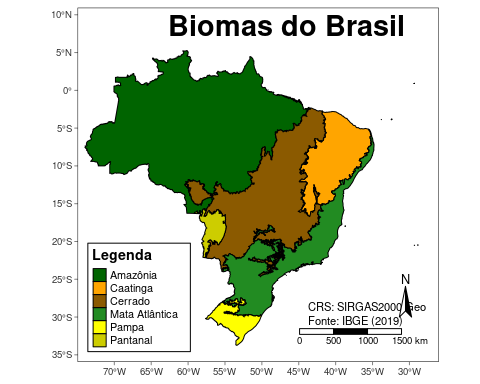 Biomas do Brasil
10°N
5°N
0°
5°S
10°S
15°S
20°S
25°S
30°S
35°S
Legenda
Amazônia
Caatinga
Cerrado
Mata Atlântica
Pampa
Pantanal
N
CRS: SIRGAS2000 Geo
Fonte: IBGE (2019)
0 500 1000 1500 km
70°W 65°W 60°W 55°W 50°W 45°W 40°W 35°W 30°W